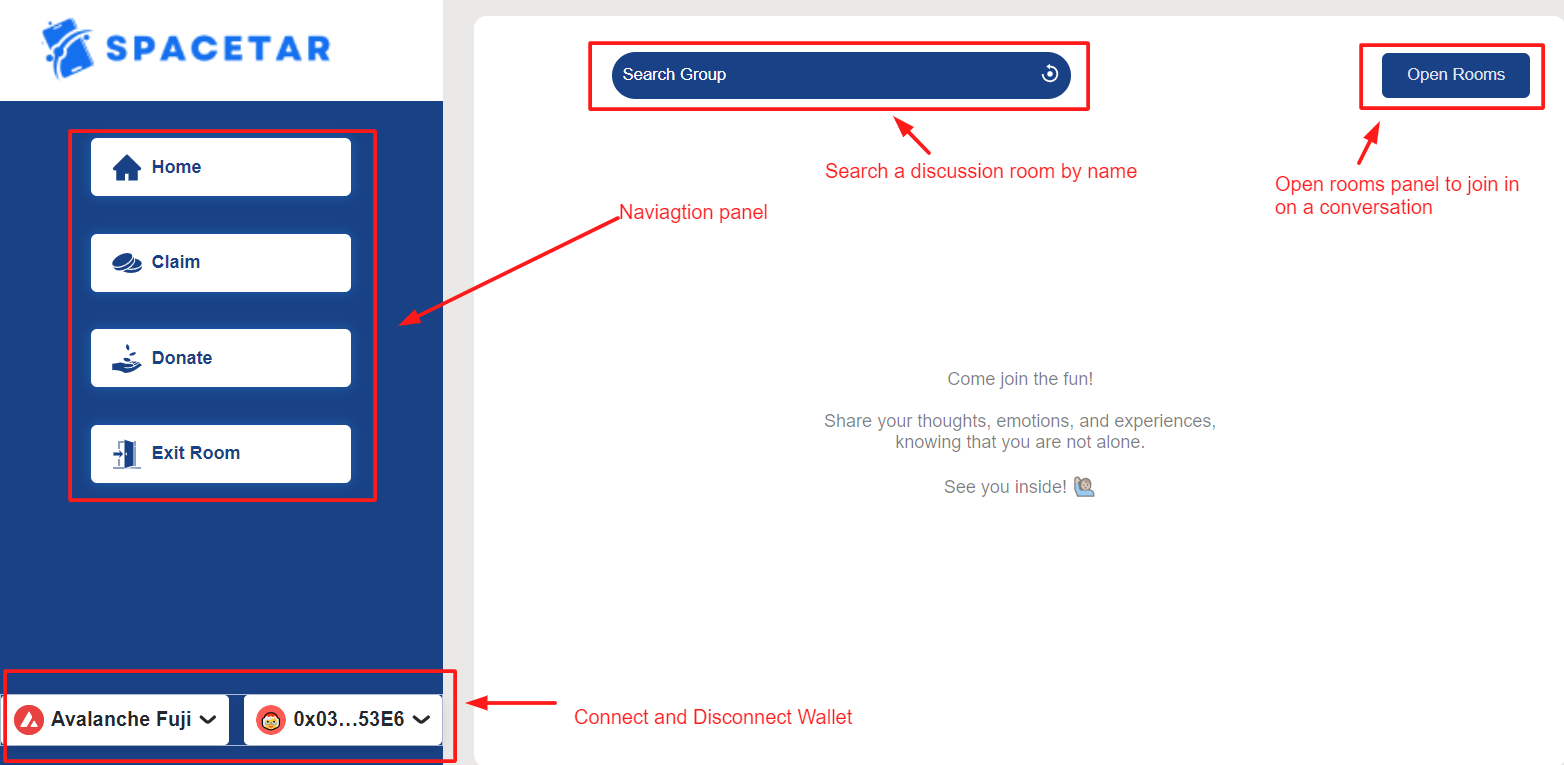 SPACETAR
Search Group
Open Rooms
Home
Search a discussion room by name
Open rooms panel to join in
on a conversation
Naviagtion panel
Claim
Donate
Come join the fun!
Share your thoughts, emotions, and experiences,
knowing that you are not alone.
Exit Room
See you inside!
Avalanche Fuji
0x03...53E6
Connect and Disconnect Wallet